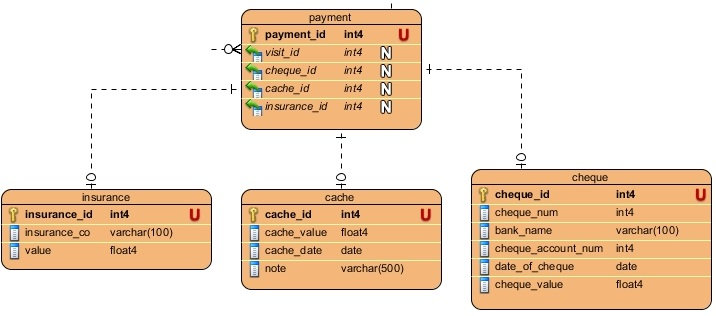 payment
payment_id int4 U
visit_id int4 N
cheque_id int4 N
cache_id int4 N
insurance_id int4 N
insurance
insurance_id int4 U
insurance_co varchar(100)
value float4
cache
cache_id int4 U
cache_value float4
cache_date date
note varchar(500)
cheque
cheque_id int4 U
cheque_num int4
bank_name varchar(100)
cheque_account_num int4
date_of_cheque date
cheque_value float4